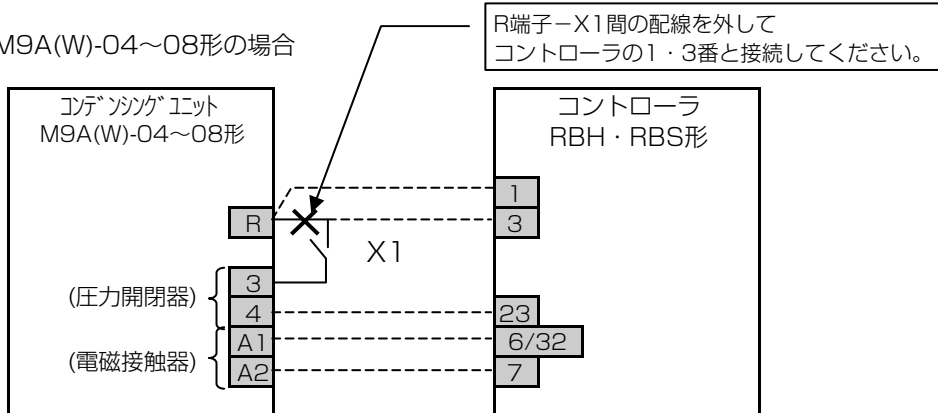 R端子－X1間の配線を外して
コントローラの1・3番と接続してください。
M9A(W)-04～08形の場合
ｺﾝﾃﾞﾝｼﾝｸﾞﾕﾆｯﾄ
M9A(W)-04～08形
コントローラ
RBH・RBS形
1
R
3
X1
3
(圧力開閉器)
4
23
A1
6/32
(電磁接触器)
A2
7